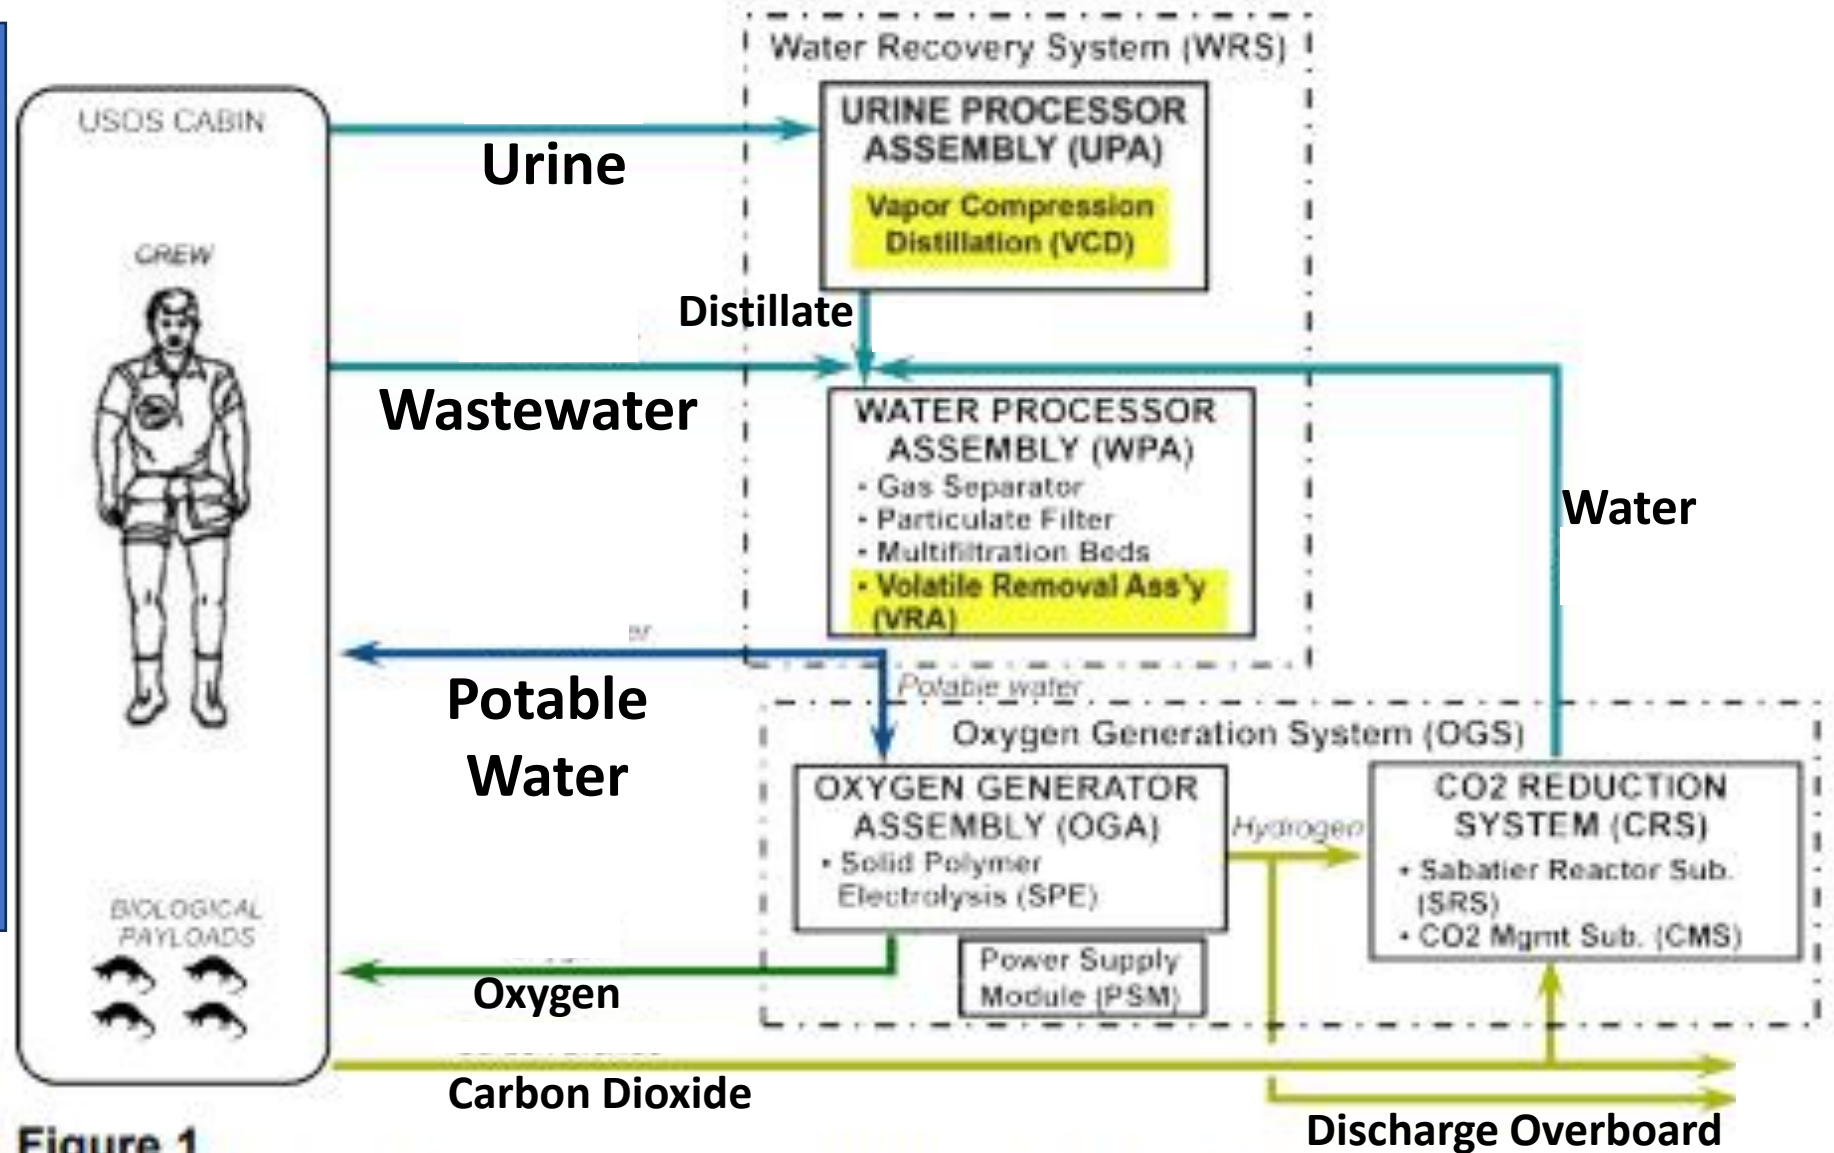 Water Recovery System (WRS)
USOS CABIN
URINE PROCESSOR
ASSEMBLY (UPA)
Urine
Vapor Compression
Distillation (VCD)
CREW
Distillate
Wastewater
WATER PROCESSOR
ASSEMBLY (WPA)
• Gas Separator
• Particulate Filter
• Multifiltration Beds
• Volatile Removal Ass'y
(VRA)
Water
er
Potable
Water
Potable water
Oxygen Generation System (OGS)
OXYGEN GENERATOR
ASSEMBLY (OGA)
• Solid Polymer
Electrolysis (SPE)
Hydrogen
CO2 REDUCTION
SYSTEM (CRS)
• Sabatier Reactor Sub.
(SRS)
• CO2 Mgmt Sub. (CMS)
BIOLOGICAL
PAYLOADS
Power Supply
Module (PSM)
Oxygen
Carbon Dioxide
Discharge Overboard
Figure 1